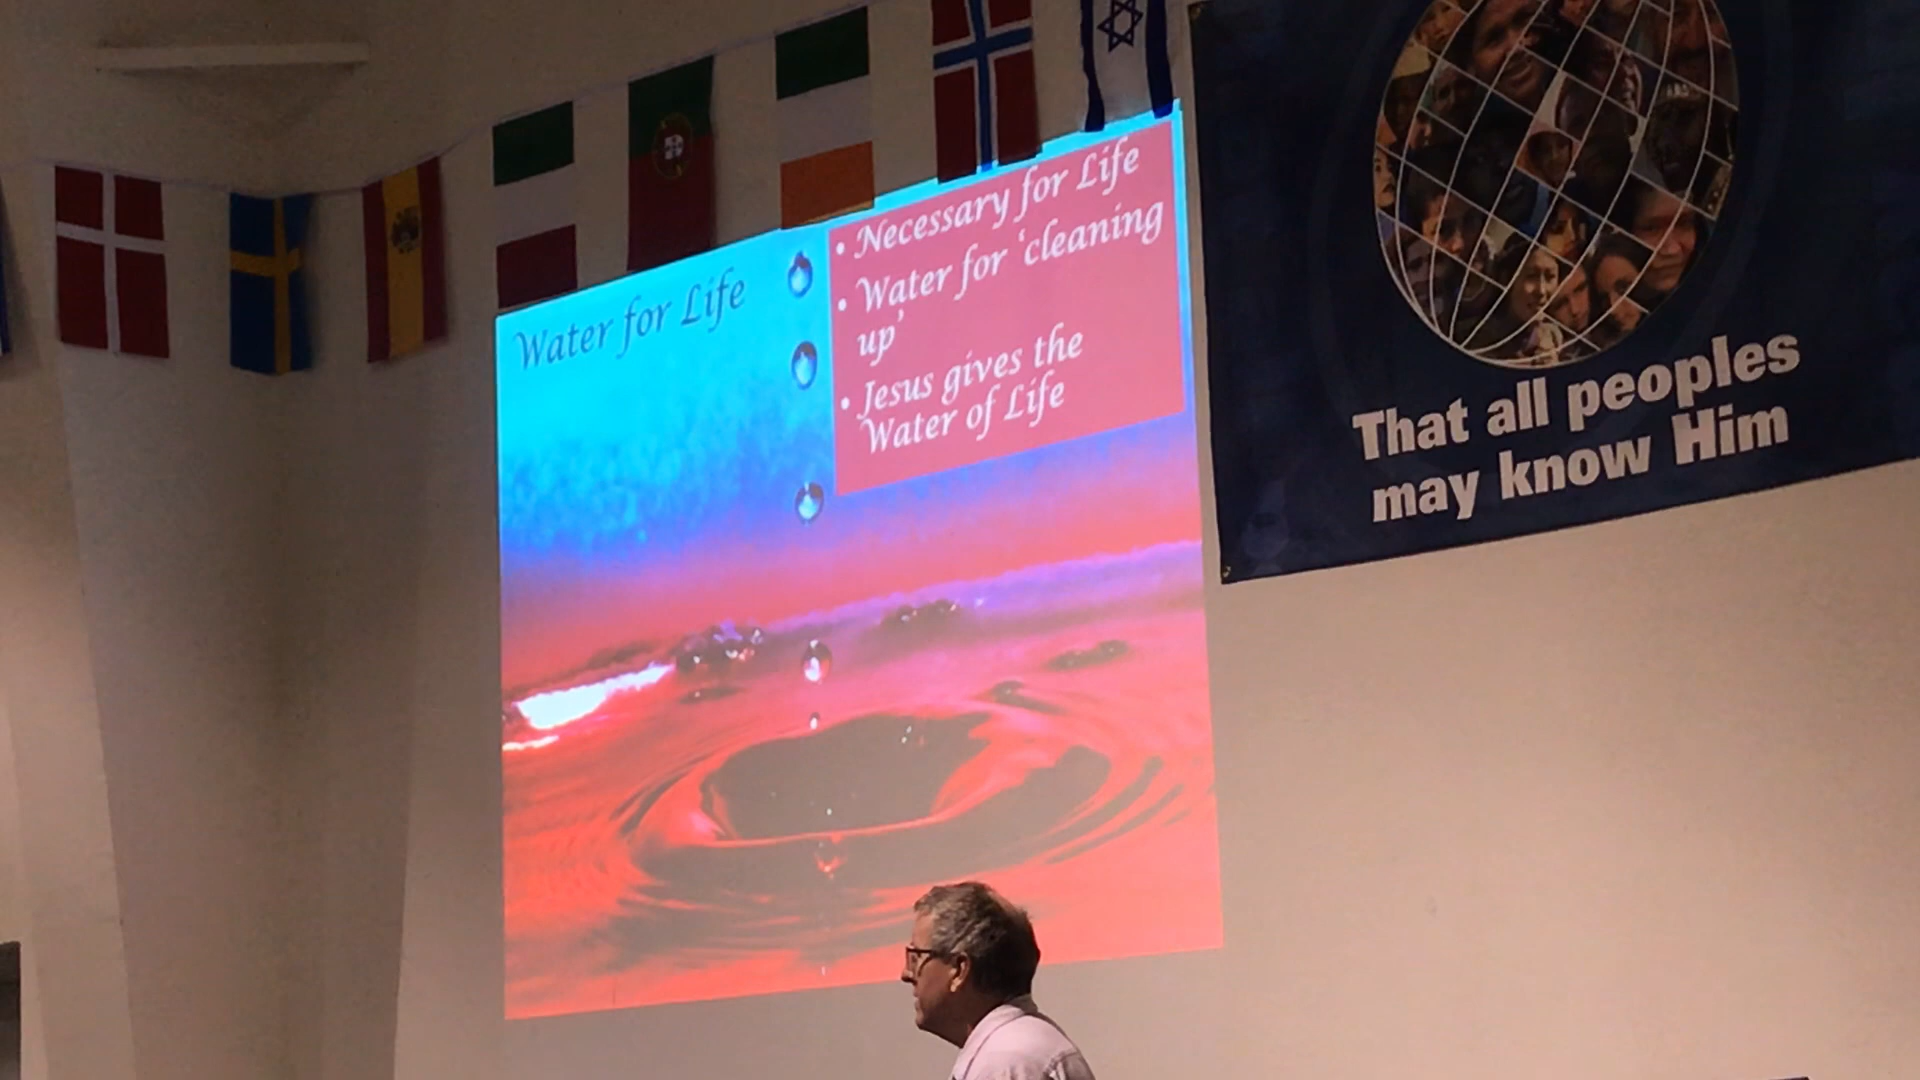 Water for Life
• Necessary for Life
• Water for 'cleaning
up'
• Jesus gives the
Water of Life
That all peoples
may know Him